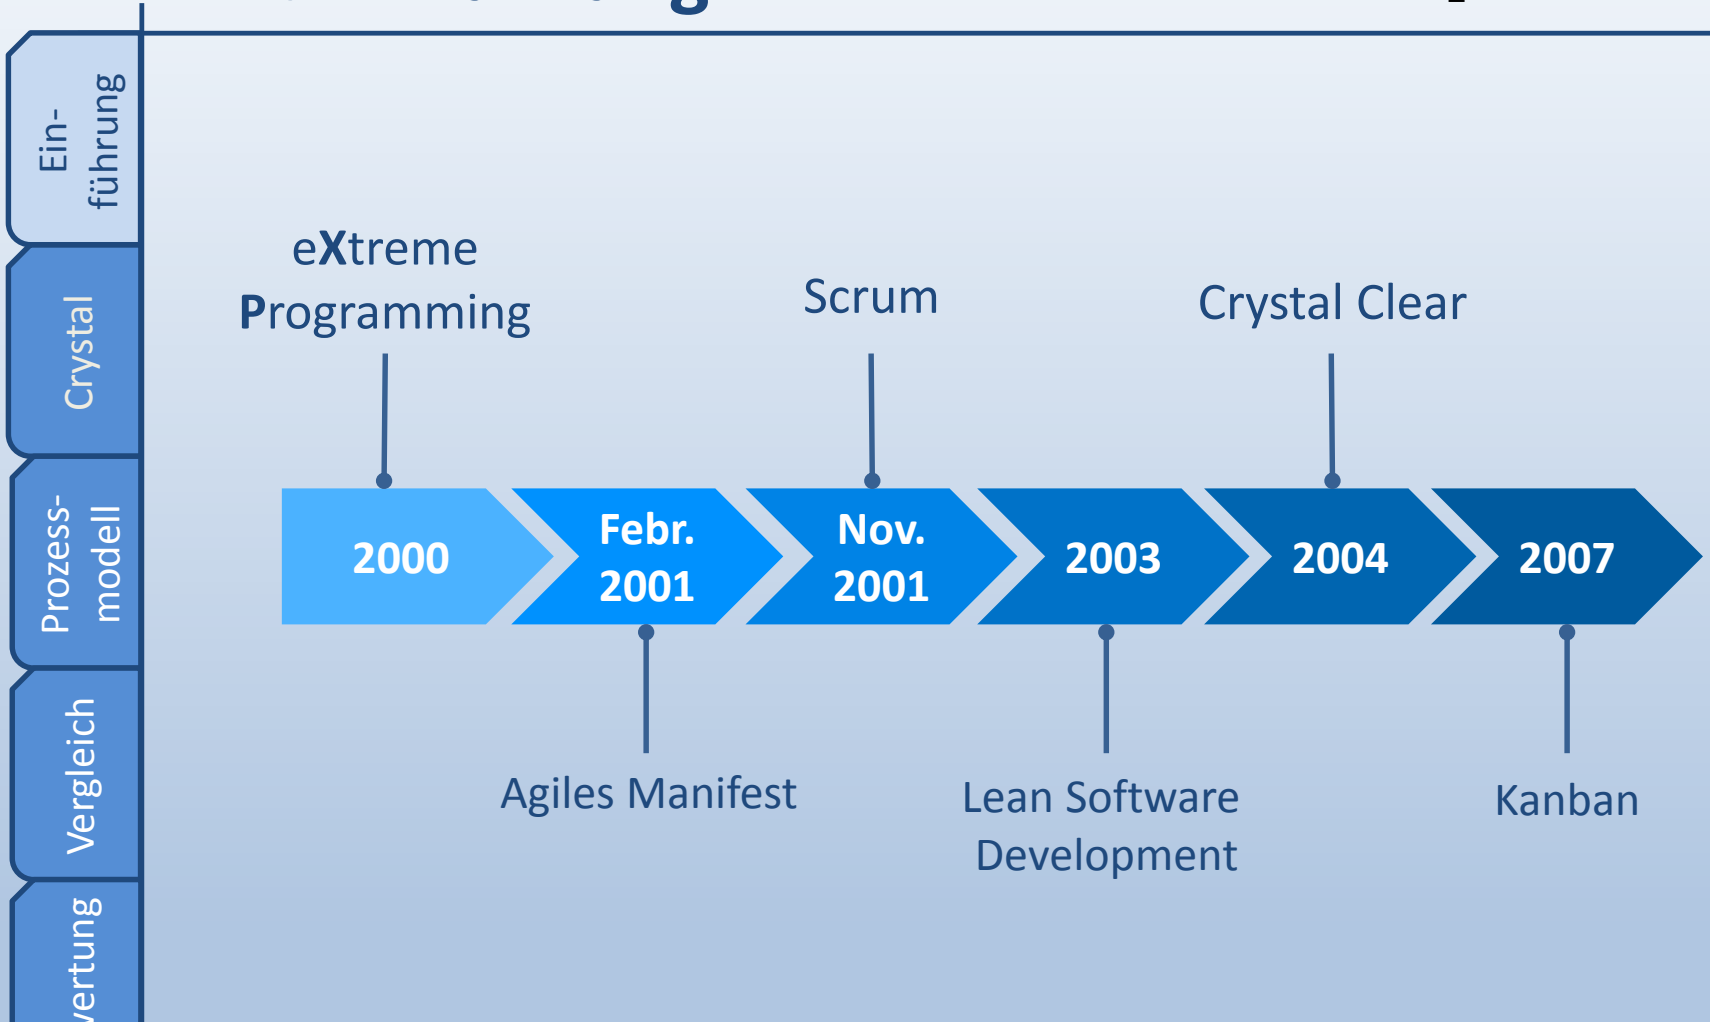 Ein-
führung
Crystal
Prozess-
modell
Vergleich
eXtreme
Programming
Scrum
Crystal Clear
2000
Febr.
2001
Nov.
2001
2003
2004
2007
Agiles Manifest
Lean Software
Development
Kanban